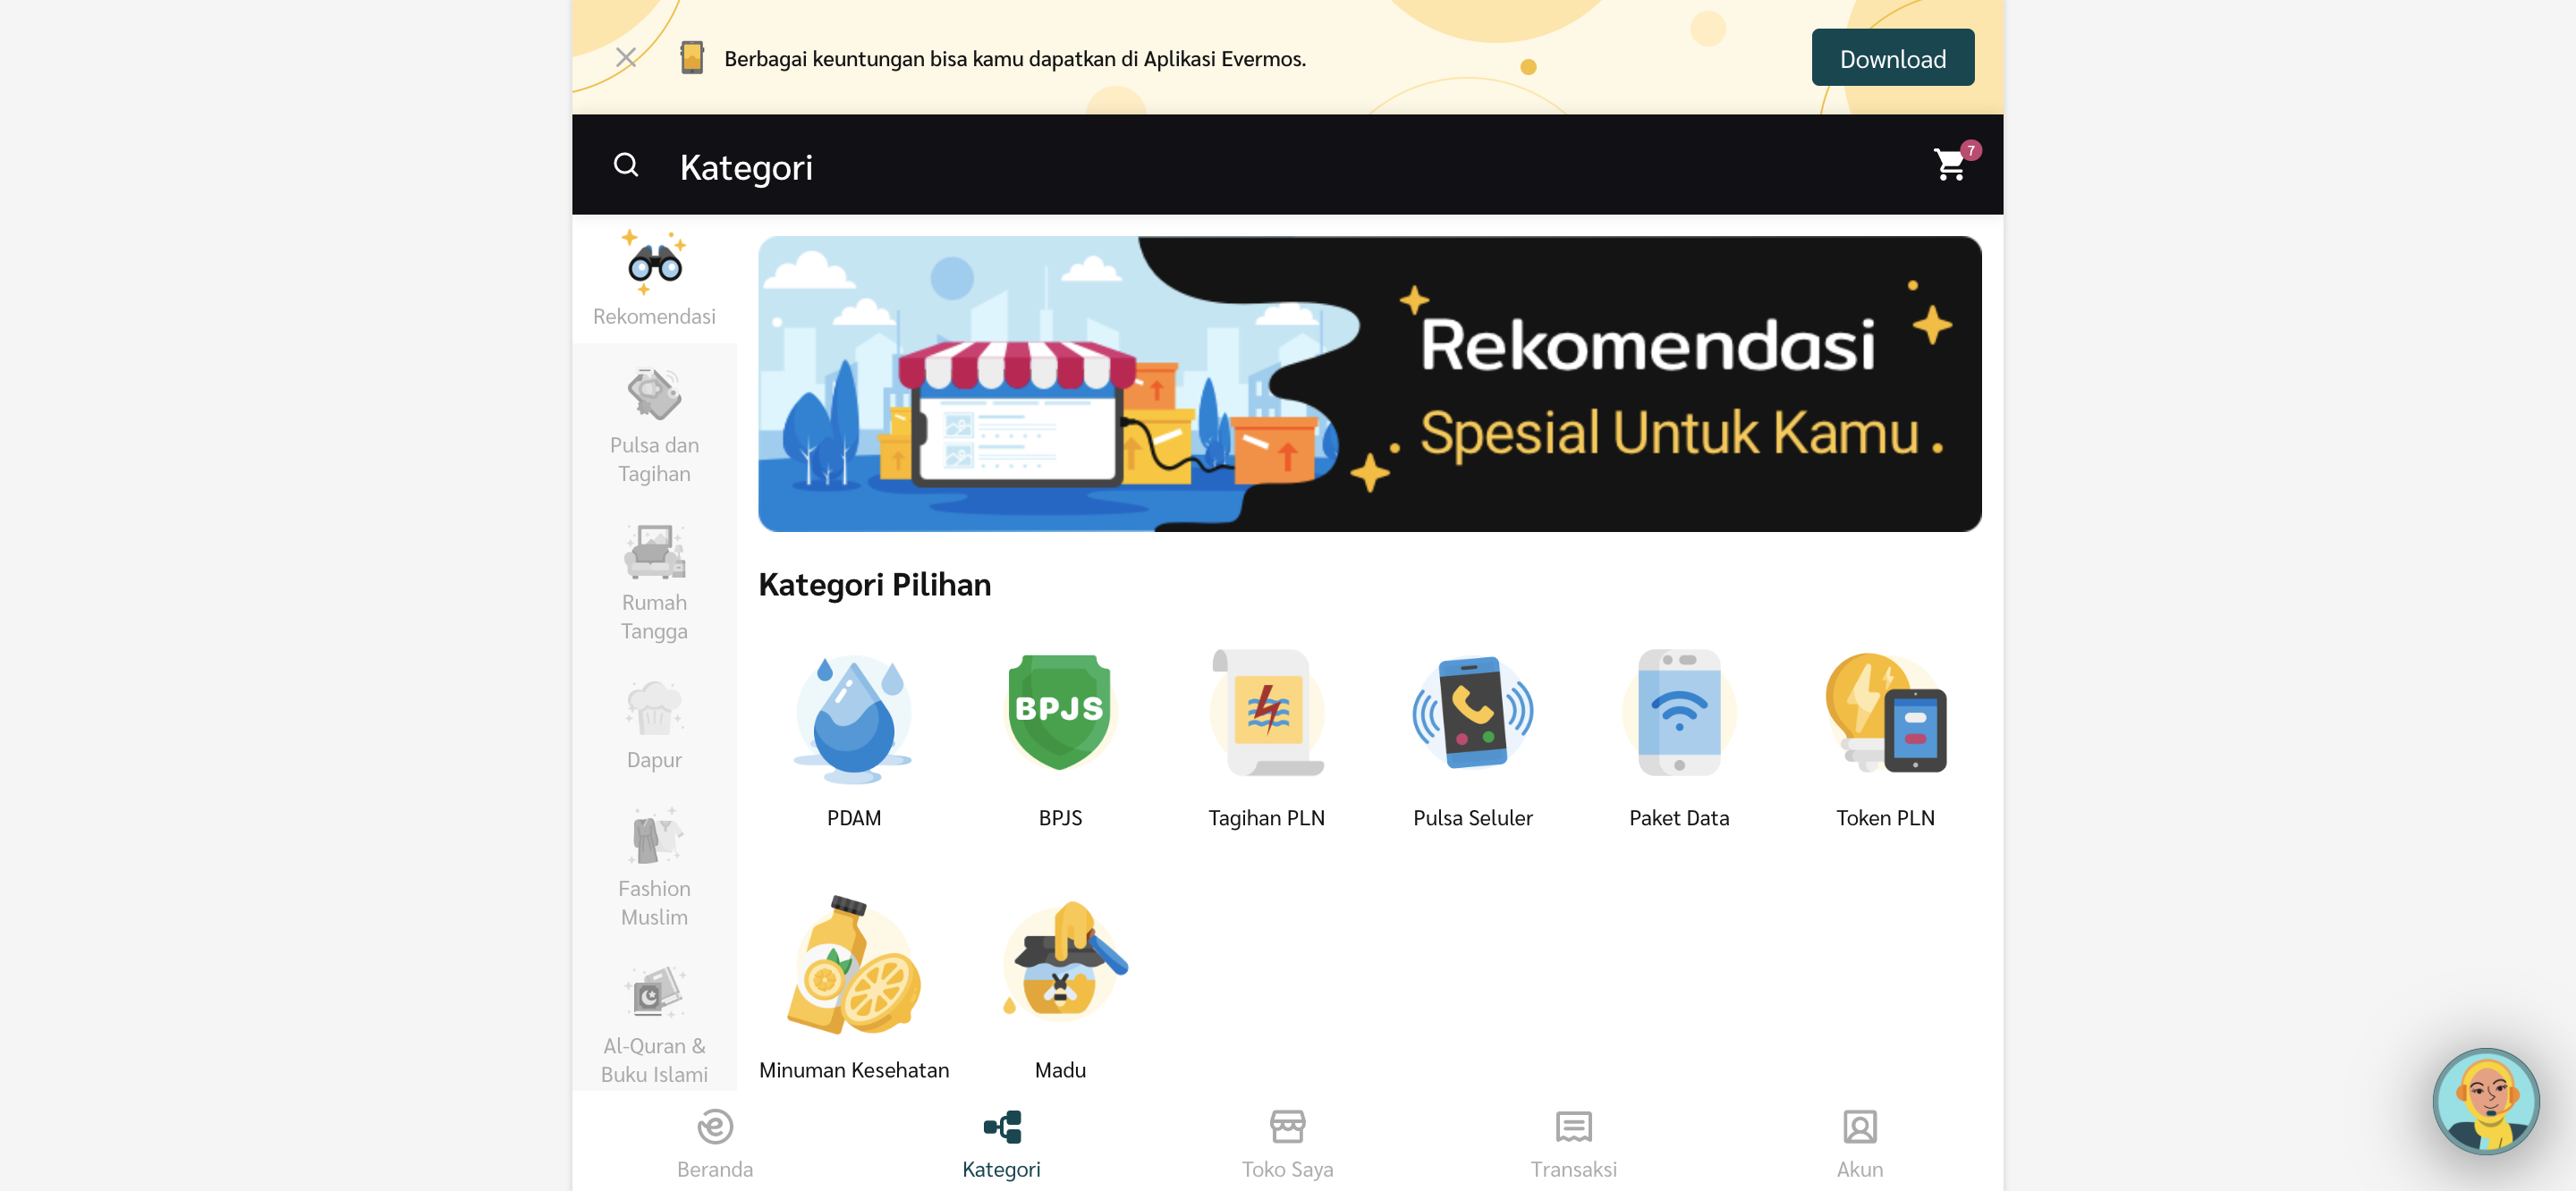 Berbagai keuntungan bisa kamu dapatkan di Aplikasi Evermos.
Download
Kategori
7
Rekomendasi
Pulsa dan
Tagihan
Rumah
Tangga
Dapur
Fashion
Muslim
Al-Quran &
Buku Islami
Rekomendasi
Spesial Untuk Kamu
Kategori Pilihan
BPJS
PDAM
BPJS
Tagihan PLN
Pulsa Seluler
Paket Data
Token PLN
Minuman Kesehatan
Madu
Beranda
Kategori
Toko Saya
Transaksi
Akun